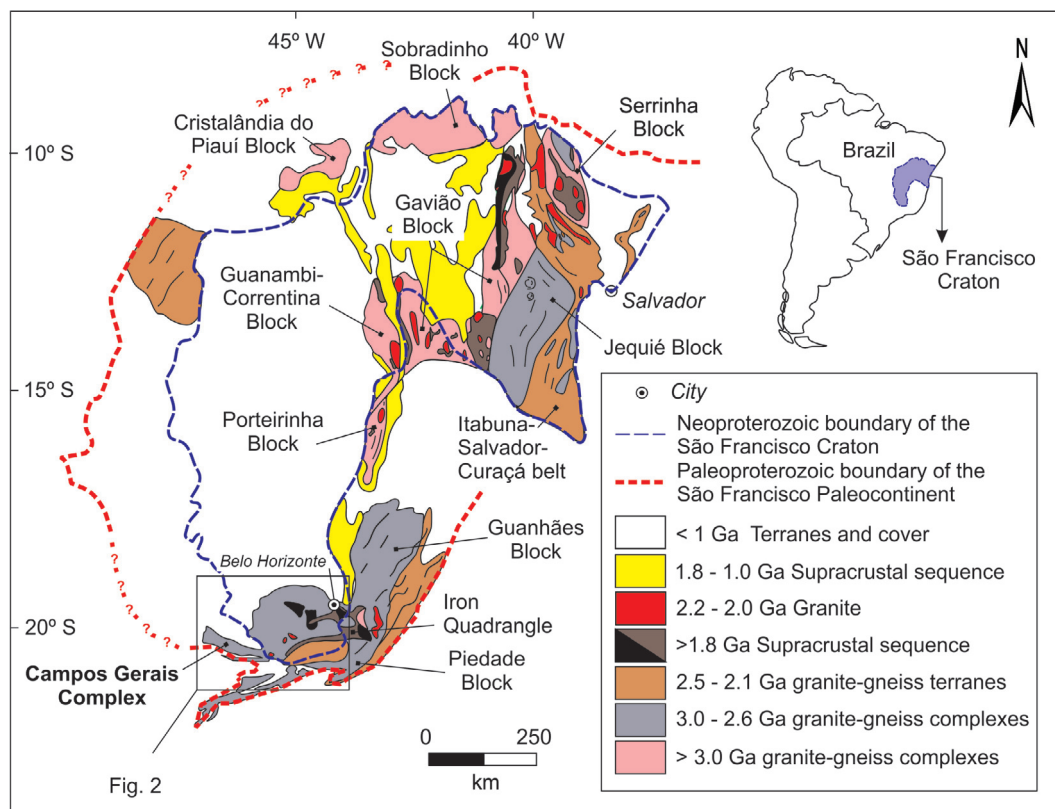 45° W
40° W
10° S
15° S
20° S
Sobradinho
Block
Cristalândia do
Piauí Block
Serrinha
Block
Gavião
Block
Guanambi-
Correntina
Block
Salvador
Jequié Block
Porteirinha
Block
Itabuna-
Salvador-
Curaçá belt
Guanhães
Block
Belo Horizonte
Iron
Quadrangle
Piedade
Block
Campos Gerais
Complex
Fig. 2
0
250
km
N
Brazil
São Francisco
Craton
City
Neoproterozoic boundary of the
São Francisco Craton
Paleoproterozoic boundary of the
São Francisco Paleocontinent
< 1 Ga Terranes and cover
1.8 - 1.0 Ga Supracrustal sequence
2.2 - 2.0 Ga Granite
>1.8 Ga Supracrustal sequence
2.5 - 2.1 Ga granite-gneiss terranes
3.0 - 2.6 Ga granite-gneiss complexes
> 3.0 Ga granite-gneiss complexes